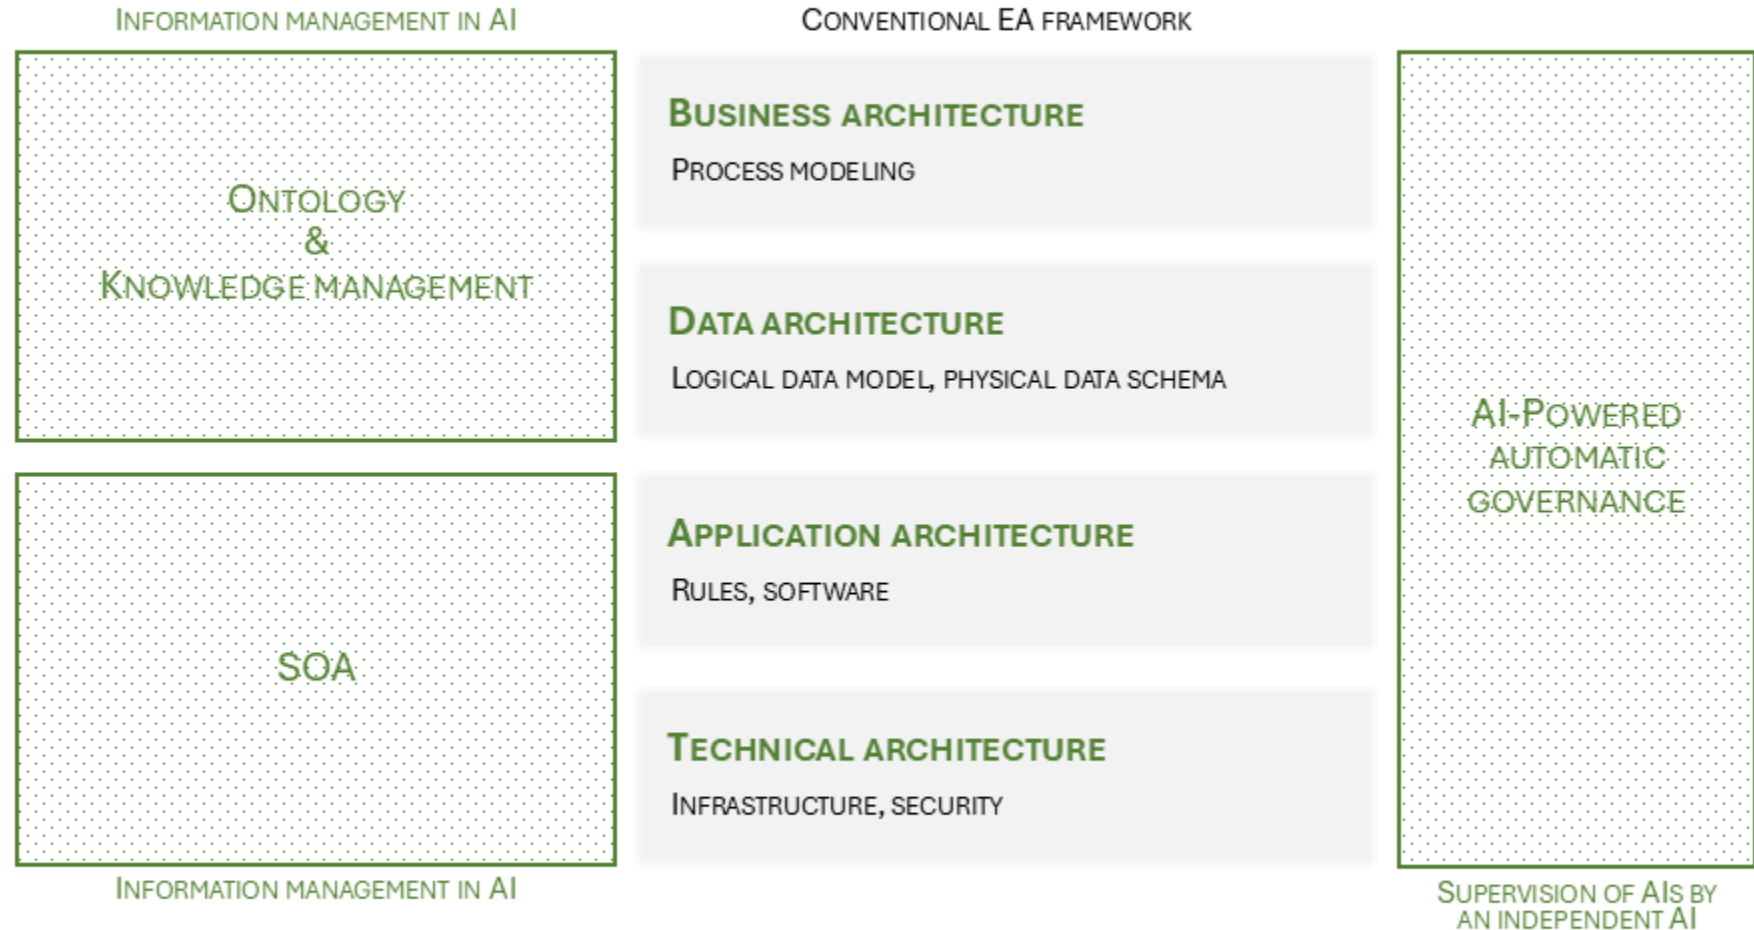 INFORMATION MANAGEMENT IN AI
CONVENTIONAL EA FRAMEWORK
ONTOLOGY
&
KNOWLEDGE MANAGEMENT
BUSINESS ARCHITECTURE
PROCESS MODELING
DATA ARCHITECTURE
LOGICAL DATA MODEL, PHYSICAL DATA SCHEMA
SOA
APPLICATION ARCHITECTURE
RULES, SOFTWARE
TECHNICAL ARCHITECTURE
INFRASTRUCTURE, SECURITY
AI-POWERED
AUTOMATIC
GOVERNANCE
INFORMATION MANAGEMENT IN AI
SUPERVISION OF AIS BY
AN INDEPENDENT AI